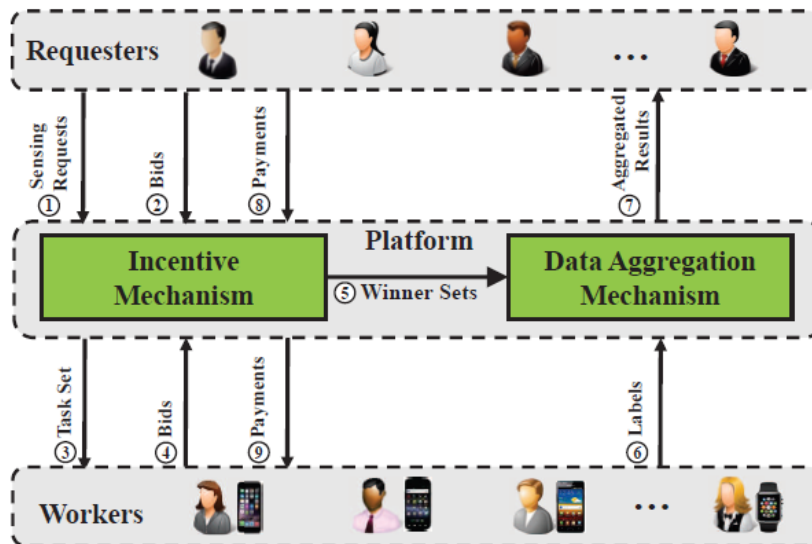 Requesters
...
① Sensing
Requests
② Bids
⑧ Payments
⑦ Aggregated
Results
Platform
Incentive
Mechanism
⑤ Winner Sets
Data Aggregation
Mechanism
③ Task Set
④ Bids
⑨ Payments
⑥ Labels
Workers
...